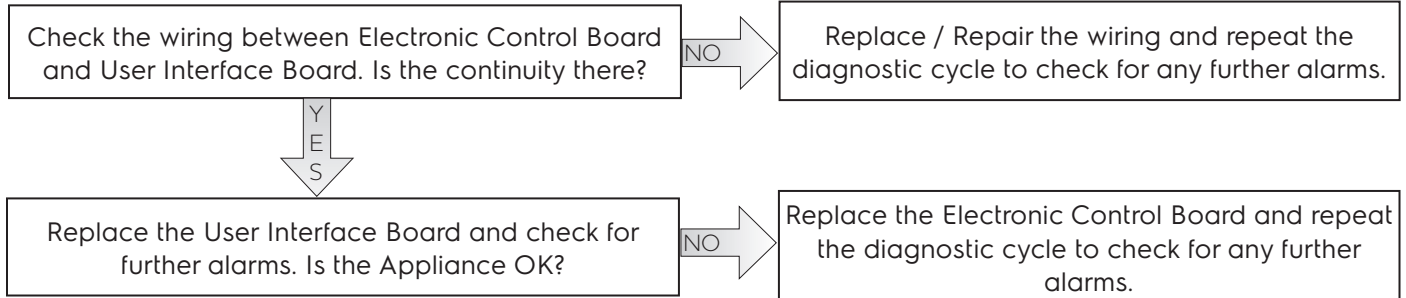 Check the wiring between Electronic Control Board
and User Interface Board. Is the continuity there?
NO
Replace / Repair the wiring and repeat the
diagnostic cycle to check for any further alarms.
YES
Replace the User Interface Board and check for
further alarms. Is the Appliance OK?
NO
Replace the Electronic Control Board and repeat
the diagnostic cycle to check for any further
alarms.